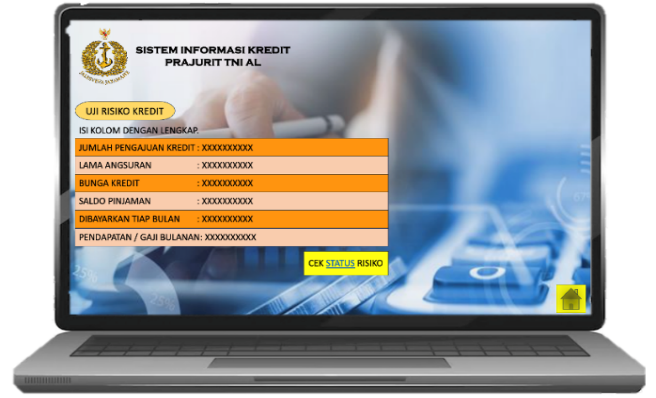 SISTEM INFORMASI KREDIT
PRAJURIT TNI AL
UJI RISIKO KREDIT
ISI KOLOM DENGAN LENGKAP.
JUMLAH PENGAJUAN KREDIT : XXXXXXXXXX
LAMA ANGSURAN : XXXXXXXXXX
BUNGA KREDIT : XXXXXXXXXX
SALDO PINJAMAN : XXXXXXXXXX
DIBAYARKAN TIAP BULAN : XXXXXXXXXX
PENDAPATAN / GAJI BULANAN: XXXXXXXXXX
CEK STATUS RISIKO
25%